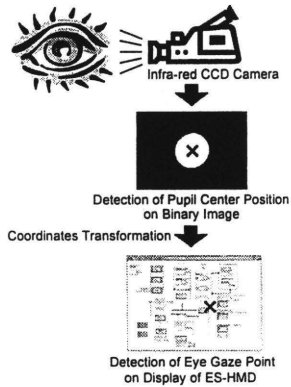 Infra-red CCD Camera
Detection of Pupil Center Position
on Binary Image
Coordinates Transformation
Detection of Eye Gaze Point
on Display of ES-HMD